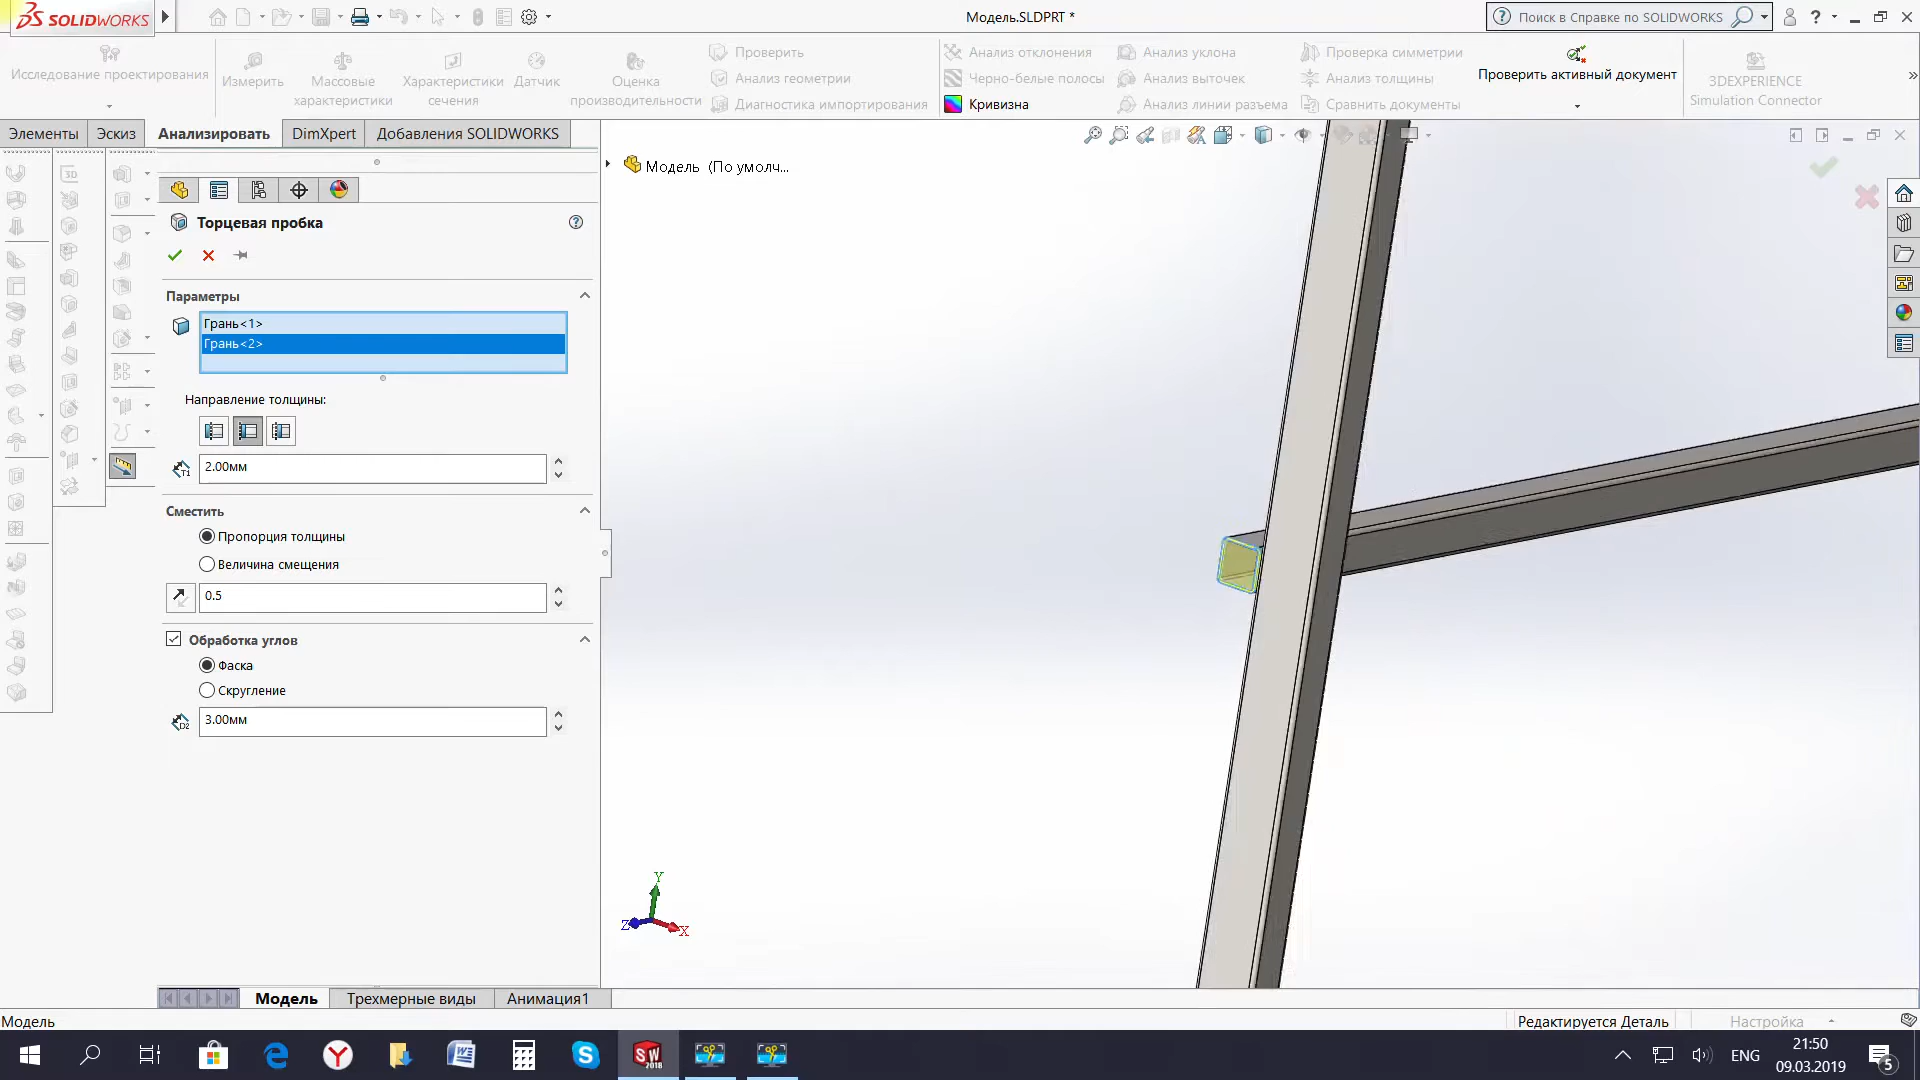 SOLIDWORKS
Модель.SLDPRT *
Поиск в Справке по SOLIDWORKS
?
Исследование проектирования
Измерить
Массовые характеристики
Характеристики сечения
Датчик
Оценка производительности
Проверить
Анализ геометрии
Диагностика импортирования
Анализ отклонения
Черно-белые полосы
Кривизна
Анализ уклона
Анализ выточек
Анализ линии разъема
Проверка симметрии
Анализ толщины
Сравнить документы
Проверить активный документ
3DEXPERIENCE
Simulation Connector
Элементы
Эскиз
Анализировать
DimXpert
Добавления SOLIDWORKS
3D
Модель (По умолч...
Торцевая пробка
Параметры
Грань<1>
Грань<2>
Направление толщины:
2.00мм
Сместить
Пропорция толщины
Величина смещения
0.5
Обработка углов
Фаска
Скругление
3.00мм
Y
Z
X
Модель
Трехмерные виды
Анимация1
Модель
Редактируется Деталь
Настройка
SW
2018
ENG
21:50
09.03.2019
5